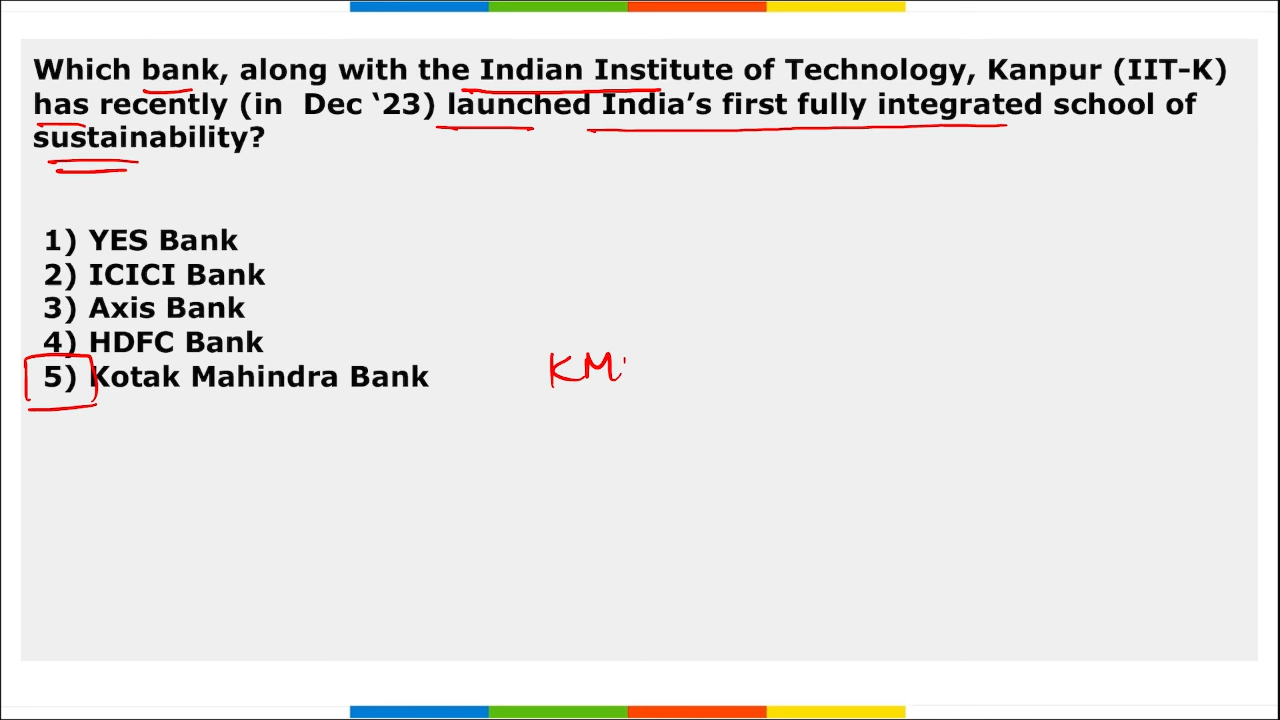 Which bank, along with the Indian Institute of Technology, Kanpur (IIT-K)
has recently (in Dec ‘23) launched India’s first fully integrated school of
sustainability?
1) YES Bank
2) ICICI Bank
3) Axis Bank
4) HDFC Bank
5) Kotak Mahindra Bank
KM